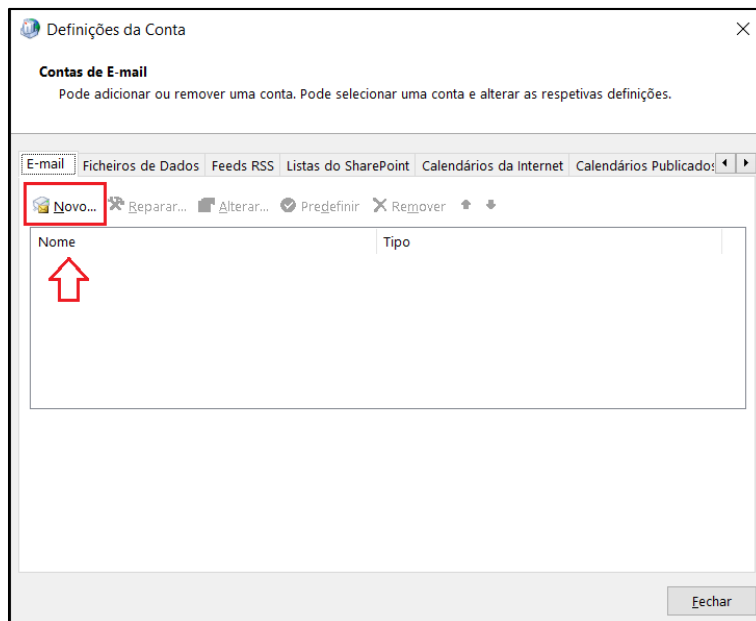 Definições da Conta
Contas de E-mail
Pode adicionar ou remover uma conta. Pode selecionar uma conta e alterar as respetivas definições.
E-mail Ficheiros de Dados Feeds RSS Listas do SharePoint Calendários da Internet Calendários Publicados
Novo... Reparar... Alterar... Predefinir Remover
Nome Tipo
Fechar